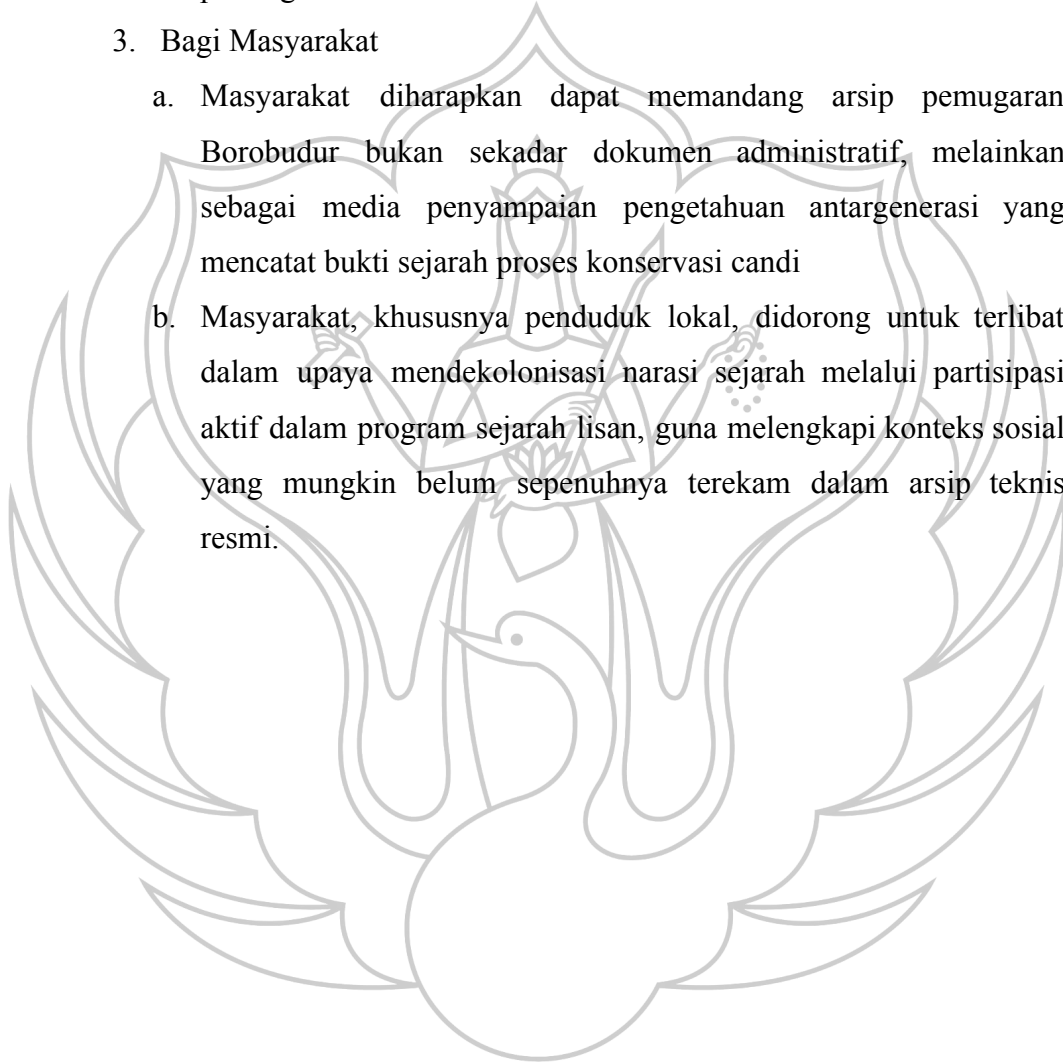 3. Bagi Masyarakat
a. Masyarakat diharapkan dapat memandang arsip pemugaran
Borobudur bukan sekadar dokumen administratif, melainkan
sebagai media penyampaian pengetahuan antargenerasi yang
mencatat bukti sejarah proses konservasi candi
b. Masyarakat, khususnya penduduk lokal, didorong untuk terlibat
dalam upaya mendekolonisasi narasi sejarah melalui partisipasi
aktif dalam program sejarah lisan, guna melengkapi konteks sosial
yang mungkin belum sepenuhnya terekam dalam arsip teknis
resmi.